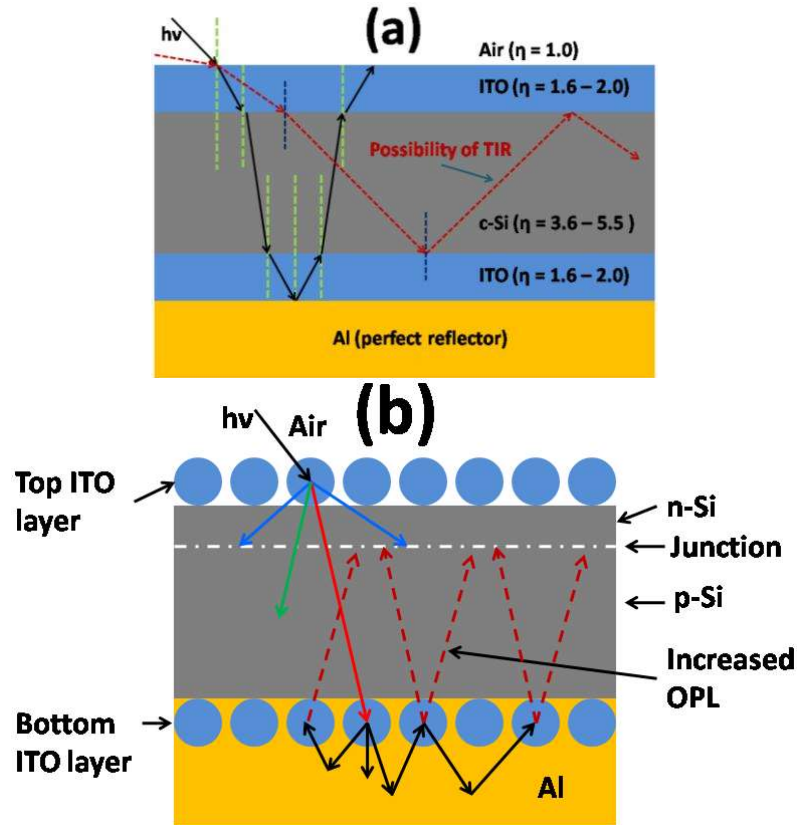 (a)
hν
Air (η = 1.0)
ITO (η = 1.6 – 2.0)
Possibility of TIR
c-Si (η = 3.6 – 5.5 )
ITO (η = 1.6 – 2.0)
Al (perfect reflector)
(b)
hν
Air
Top ITO
layer
n-Si
Junction
p-Si
Increased
OPL
Bottom
ITO layer
Al